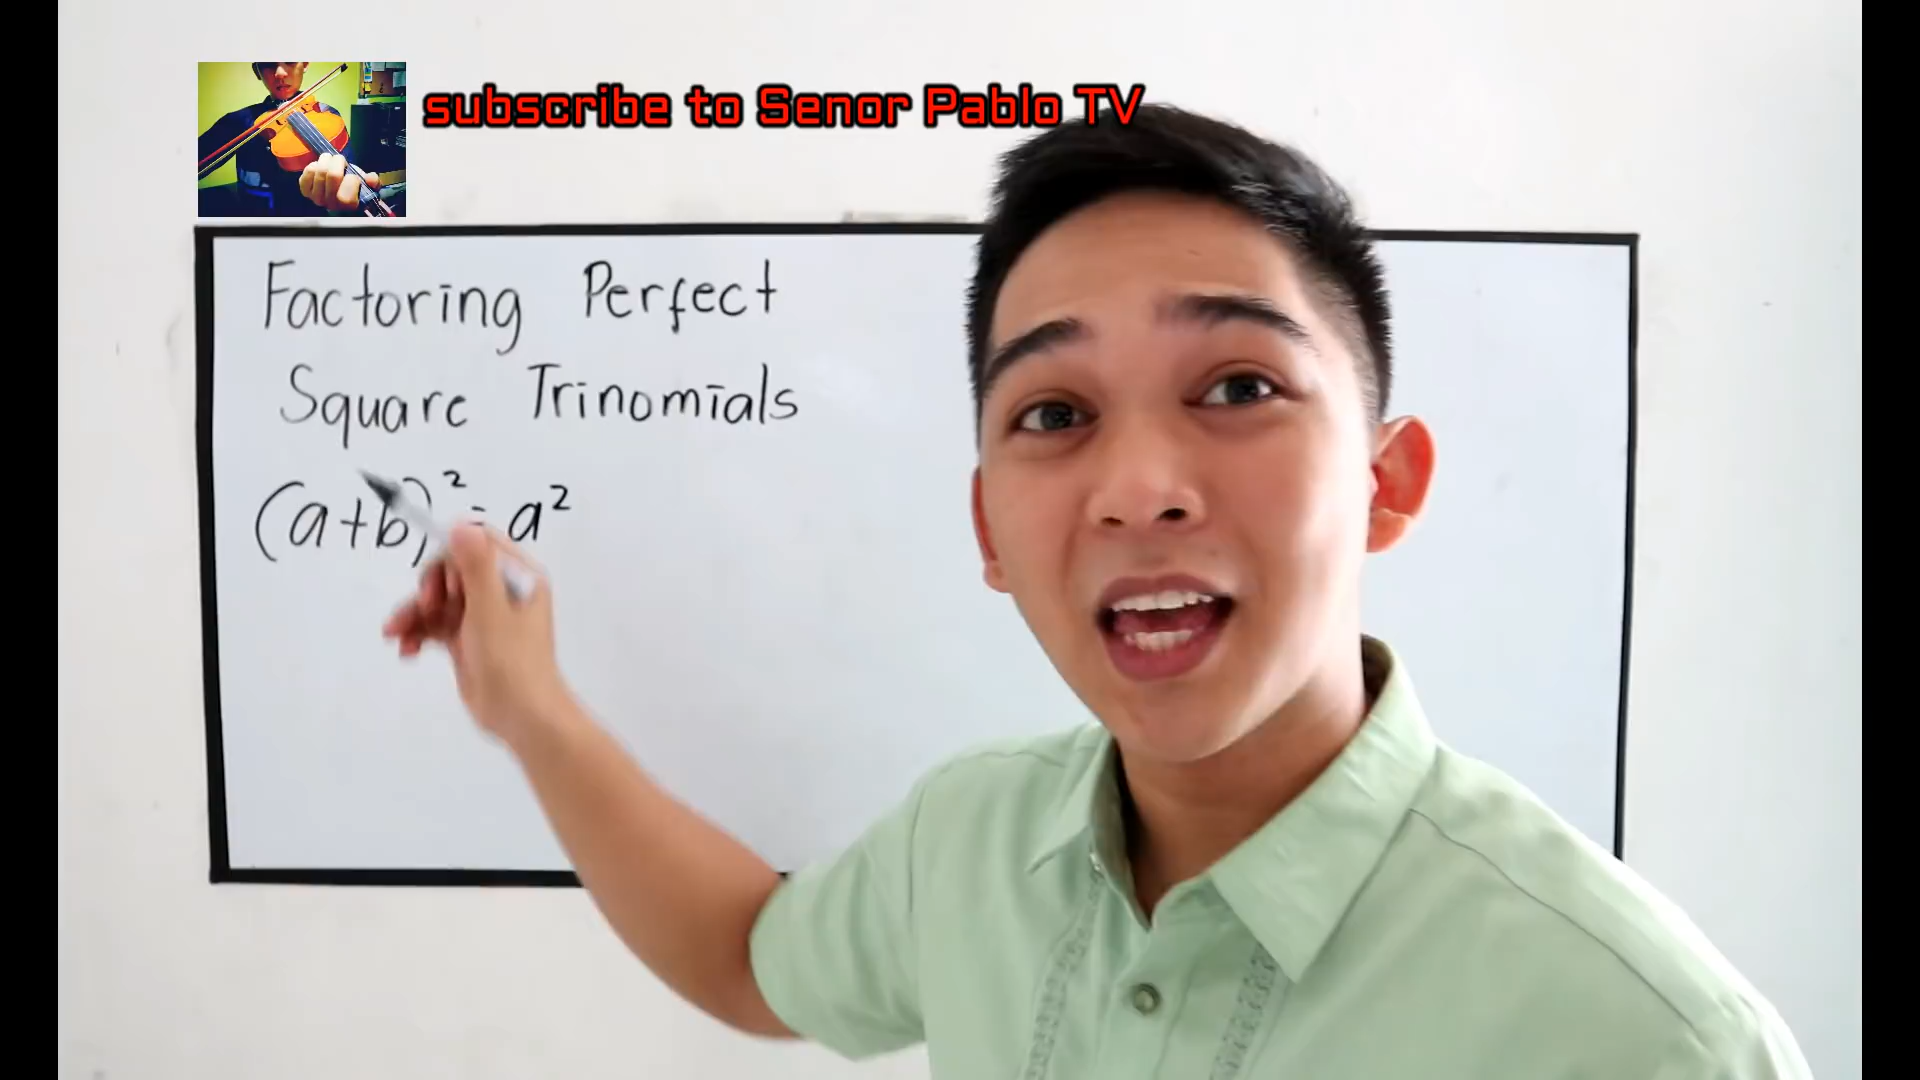 subscribe to Senor Pablo TV
Factoring Perfect
Square Trinomials
(a+b)² = a²